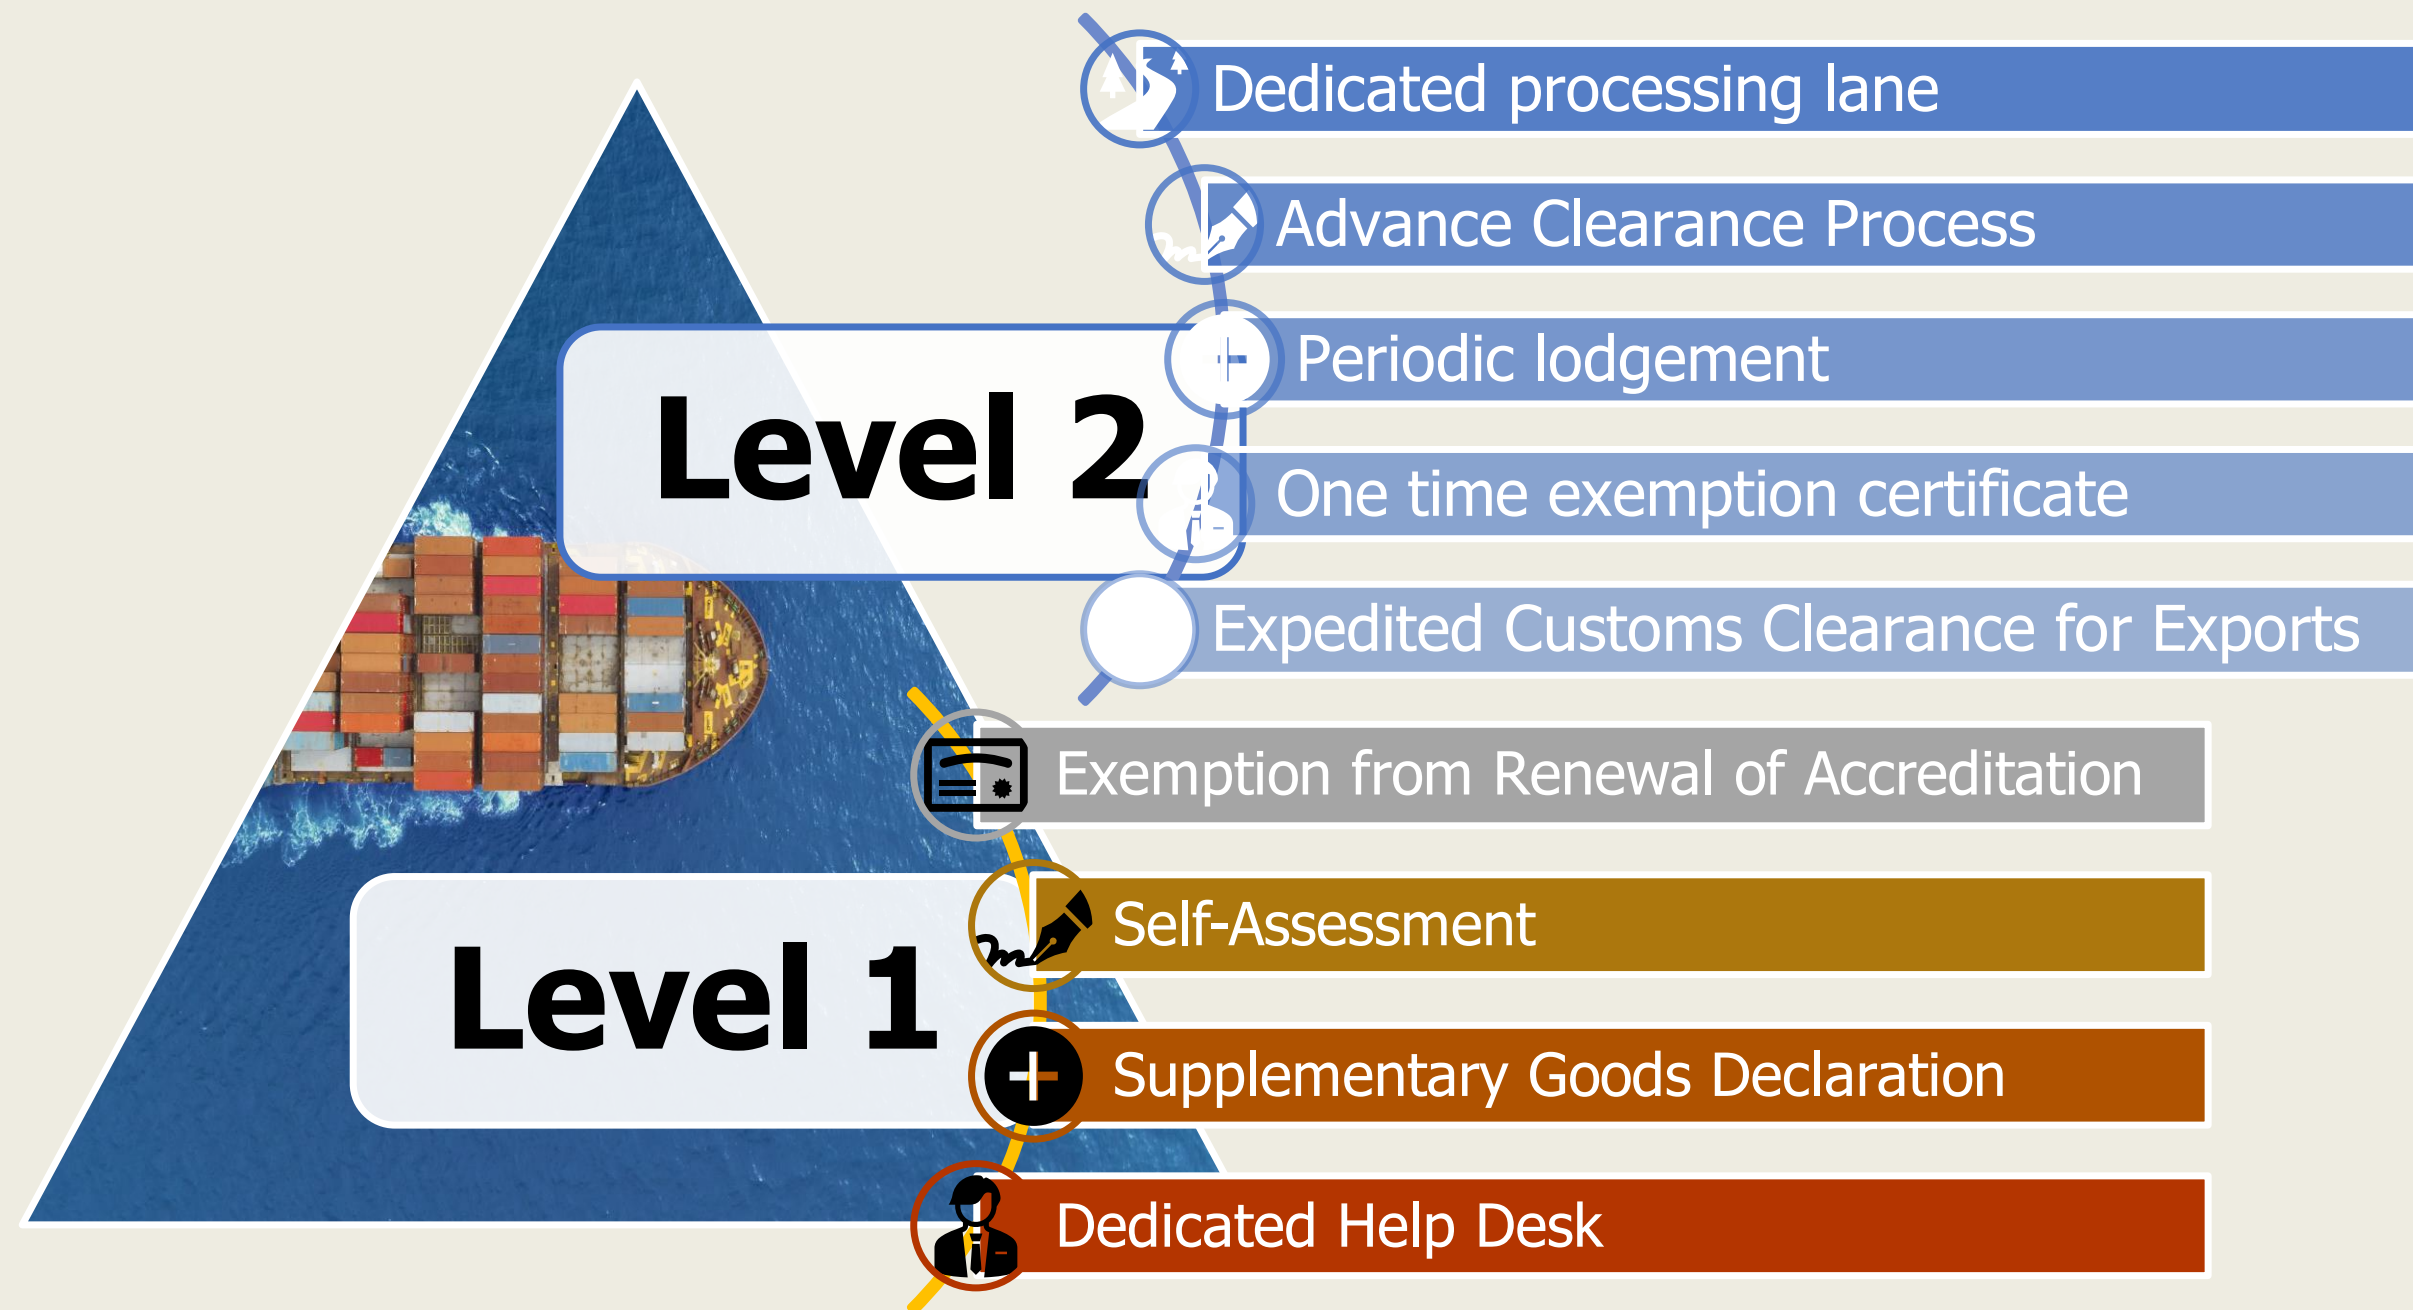 Dedicated processing lane
Advance Clearance Process
Periodic lodgement
Level 2
One time exemption certificate
Expedited Customs Clearance for Exports
Exemption from Renewal of Accreditation
Self-Assessment
Level 1
Supplementary Goods Declaration
Dedicated Help Desk